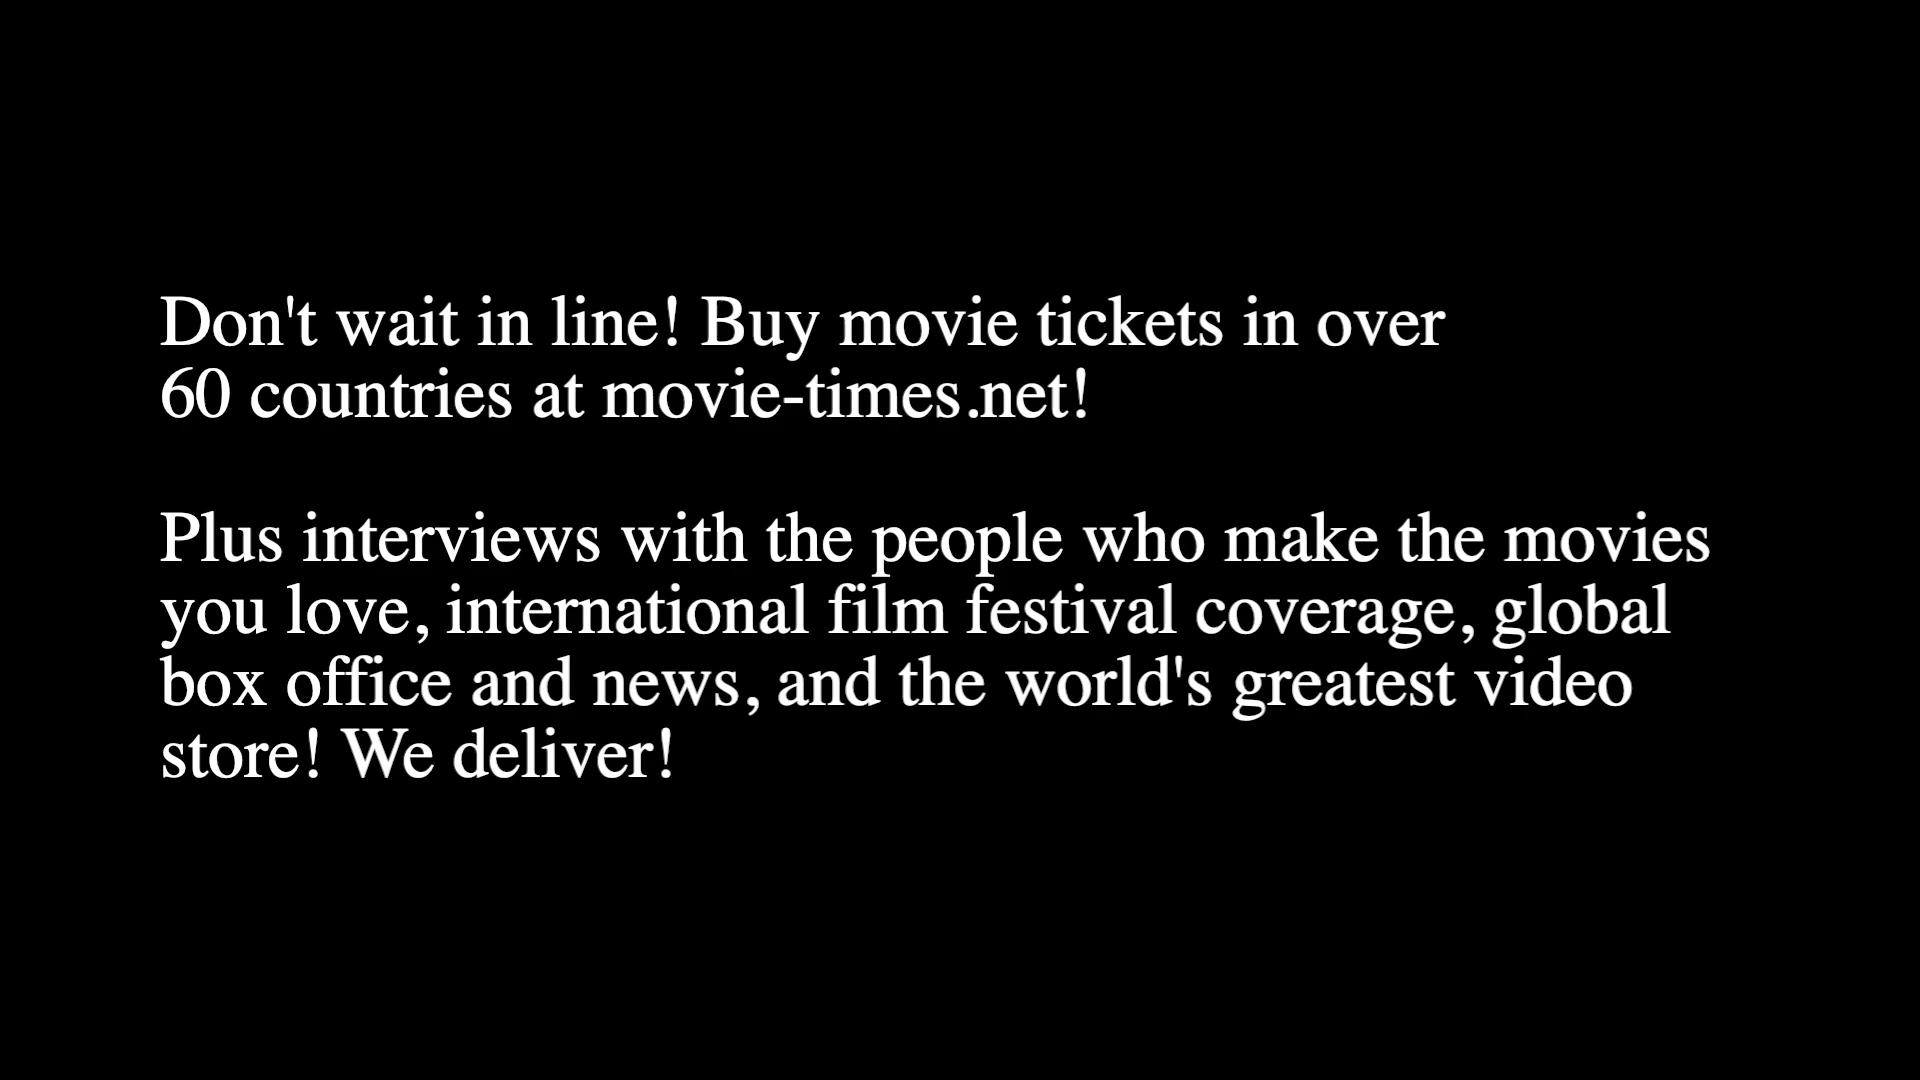 Don't wait in line! Buy movie tickets in over
60 countries at movie-times.net!
Plus interviews with the people who make the movies
you love, international film festival coverage, global
box office and news, and the world's greatest video
store! We deliver!